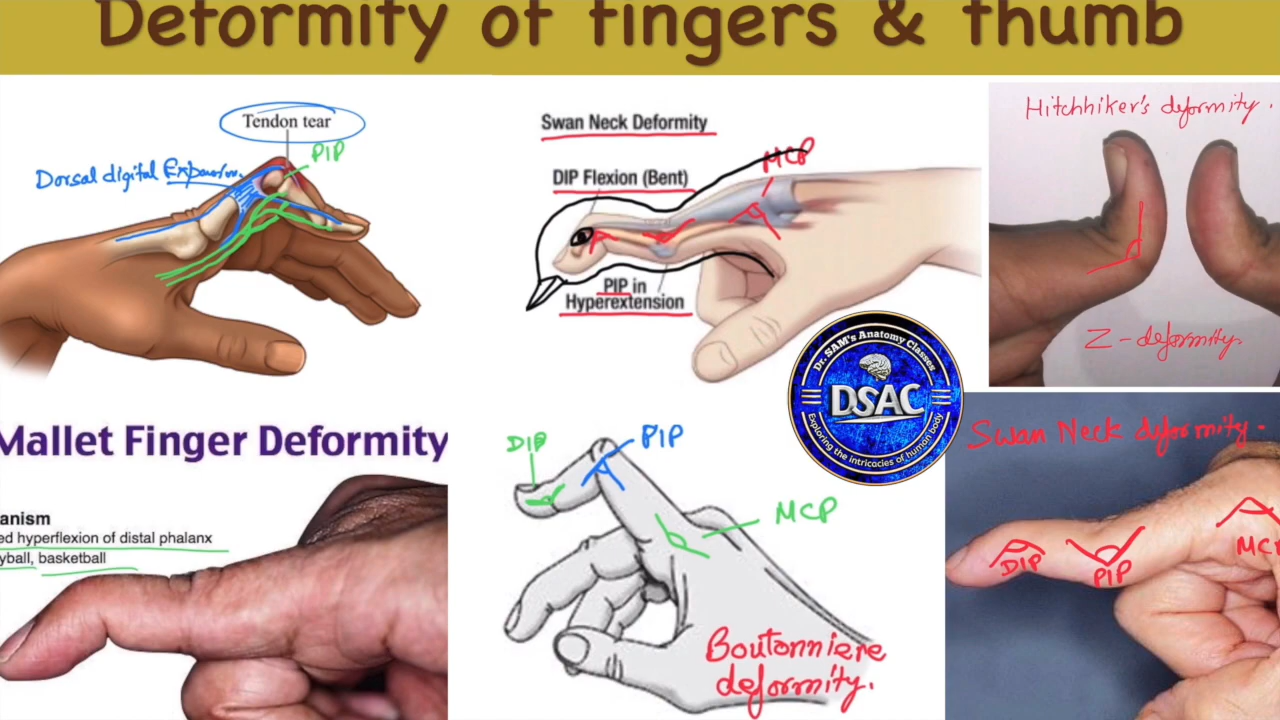 Deformity of fingers & thumb
Tendon tear
PIP
Dorsal digital Expansion
Swan Neck Deformity
MCP
DIP Flexion (Bent)
PIP in
Hyperextension
Hitchhiker's deformity.
Z-deformity.
Dr. SAM's Anatomy Classes
DSAC
Exploring the intricacies of human body
Mallet Finger Deformity
anism
ed hyperflexion of distal phalanx
yball, basketball
DIP
PIP
MCP
Boutonniere
deformity.
Swan Neck deformity.
DIP
PIP
MCP